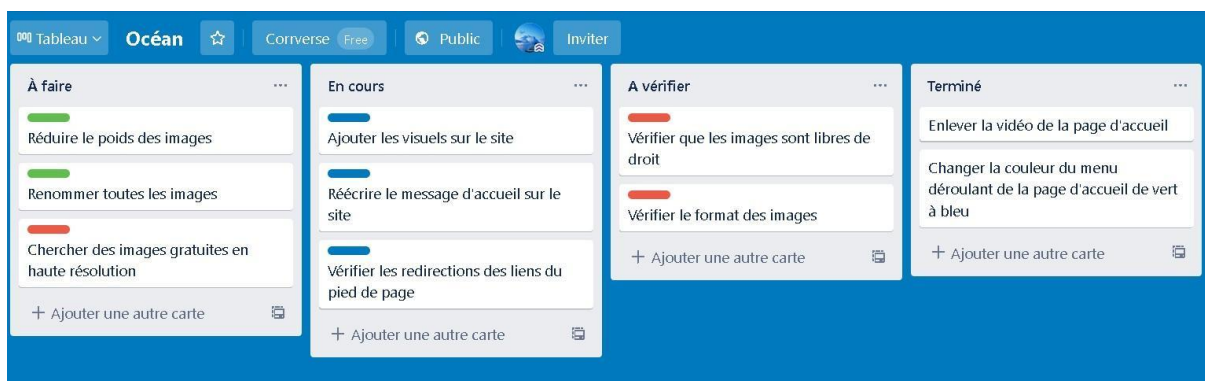 Tableau
Océan
Corrverse Free
Public
Inviter
À faire
Réduire le poids des images
Renommer toutes les images
Chercher des images gratuites en
haute résolution
+ Ajouter une autre carte
En cours
Ajouter les visuels sur le site
Réécrire le message d'accueil sur le
site
Vérifier les redirections des liens du
pied de page
+ Ajouter une autre carte
A vérifier
Vérifier que les images sont libres de
droit
Vérifier le format des images
+ Ajouter une autre carte
Terminé
Enlever la vidéo de la page d'accueil
Changer la couleur du menu
déroulant de la page d'accueil de vert
à bleu
+ Ajouter une autre carte